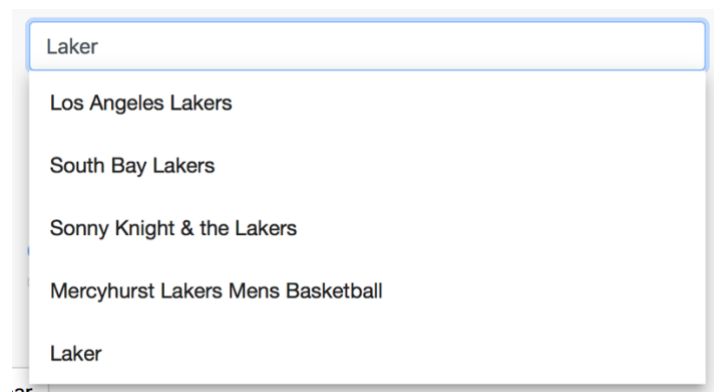 Laker
Los Angeles Lakers
South Bay Lakers
Sonny Knight & the Lakers
Mercyhurst Lakers Mens Basketball
Laker